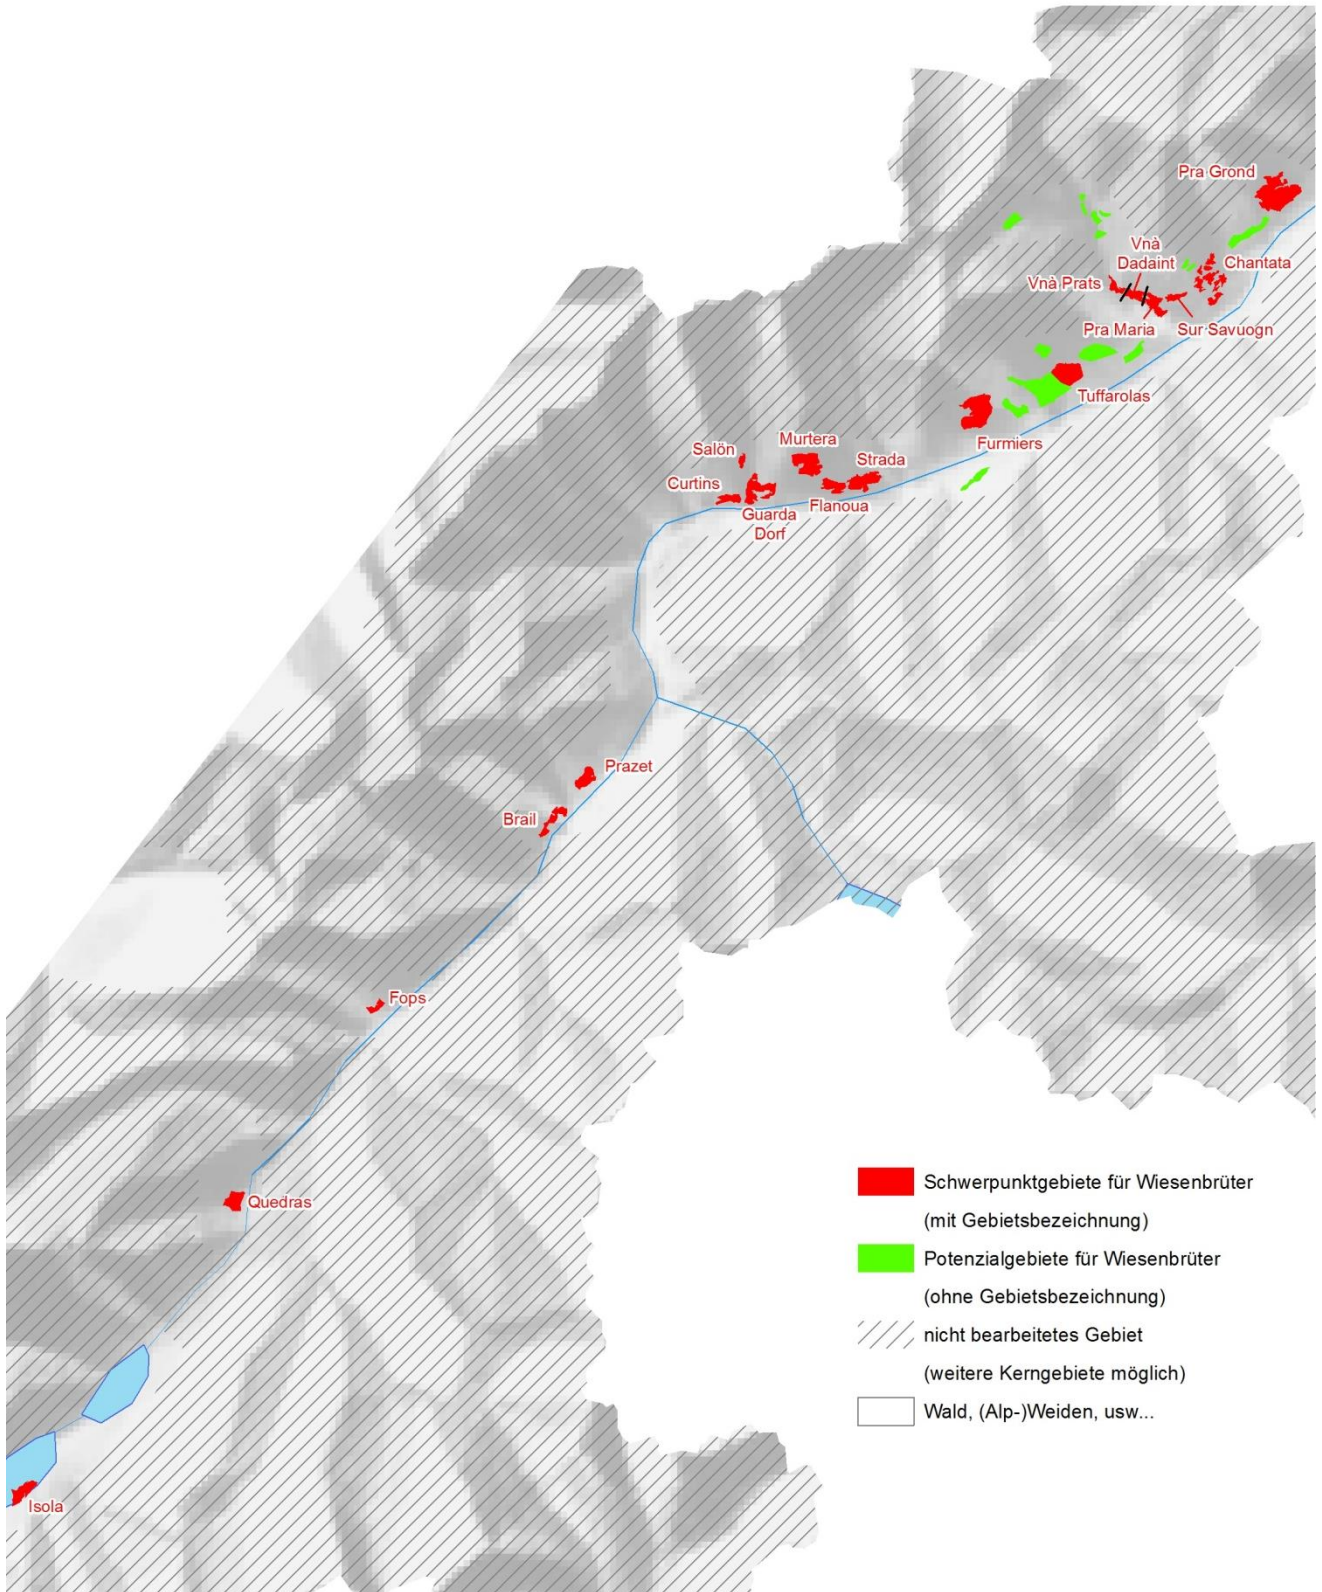 Pra Grond
Vnà
Dadaint
Chantata
Vnà Prats
Pra Maria
Sur Savuogn
Tuffarolas
Furmiers
Murtera
Salön
Strada
Curtins
Flanoua
Guarda
Dorf
Prazet
Brail
Fops
Quedras
Isola
Schwerpunktgebiete für Wiesenbrüter
(mit Gebietsbezeichnung)
Potenzialgebiete für Wiesenbrüter
(ohne Gebietsbezeichnung)
nicht bearbeitetes Gebiet
(weitere Kerngebiete möglich)
Wald, (Alp-)Weiden, usw...